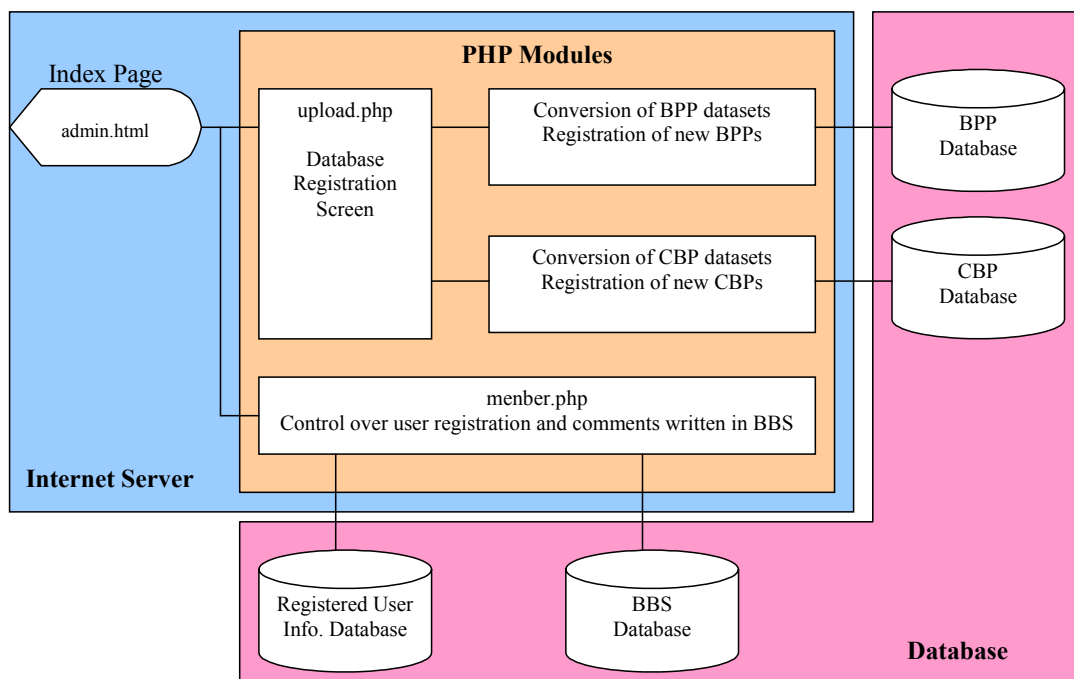 PHP Modules
Index Page
admin.html
upload.php
Database
Registration
Screen
Conversion of BPP datasets
Registration of new BPPs
BPP
Database
Conversion of CBP datasets
Registration of new CBPs
CBP
Database
menber.php
Control over user registration and comments written in BBS
Internet Server
Registered User
Info. Database
BBS
Database
Database